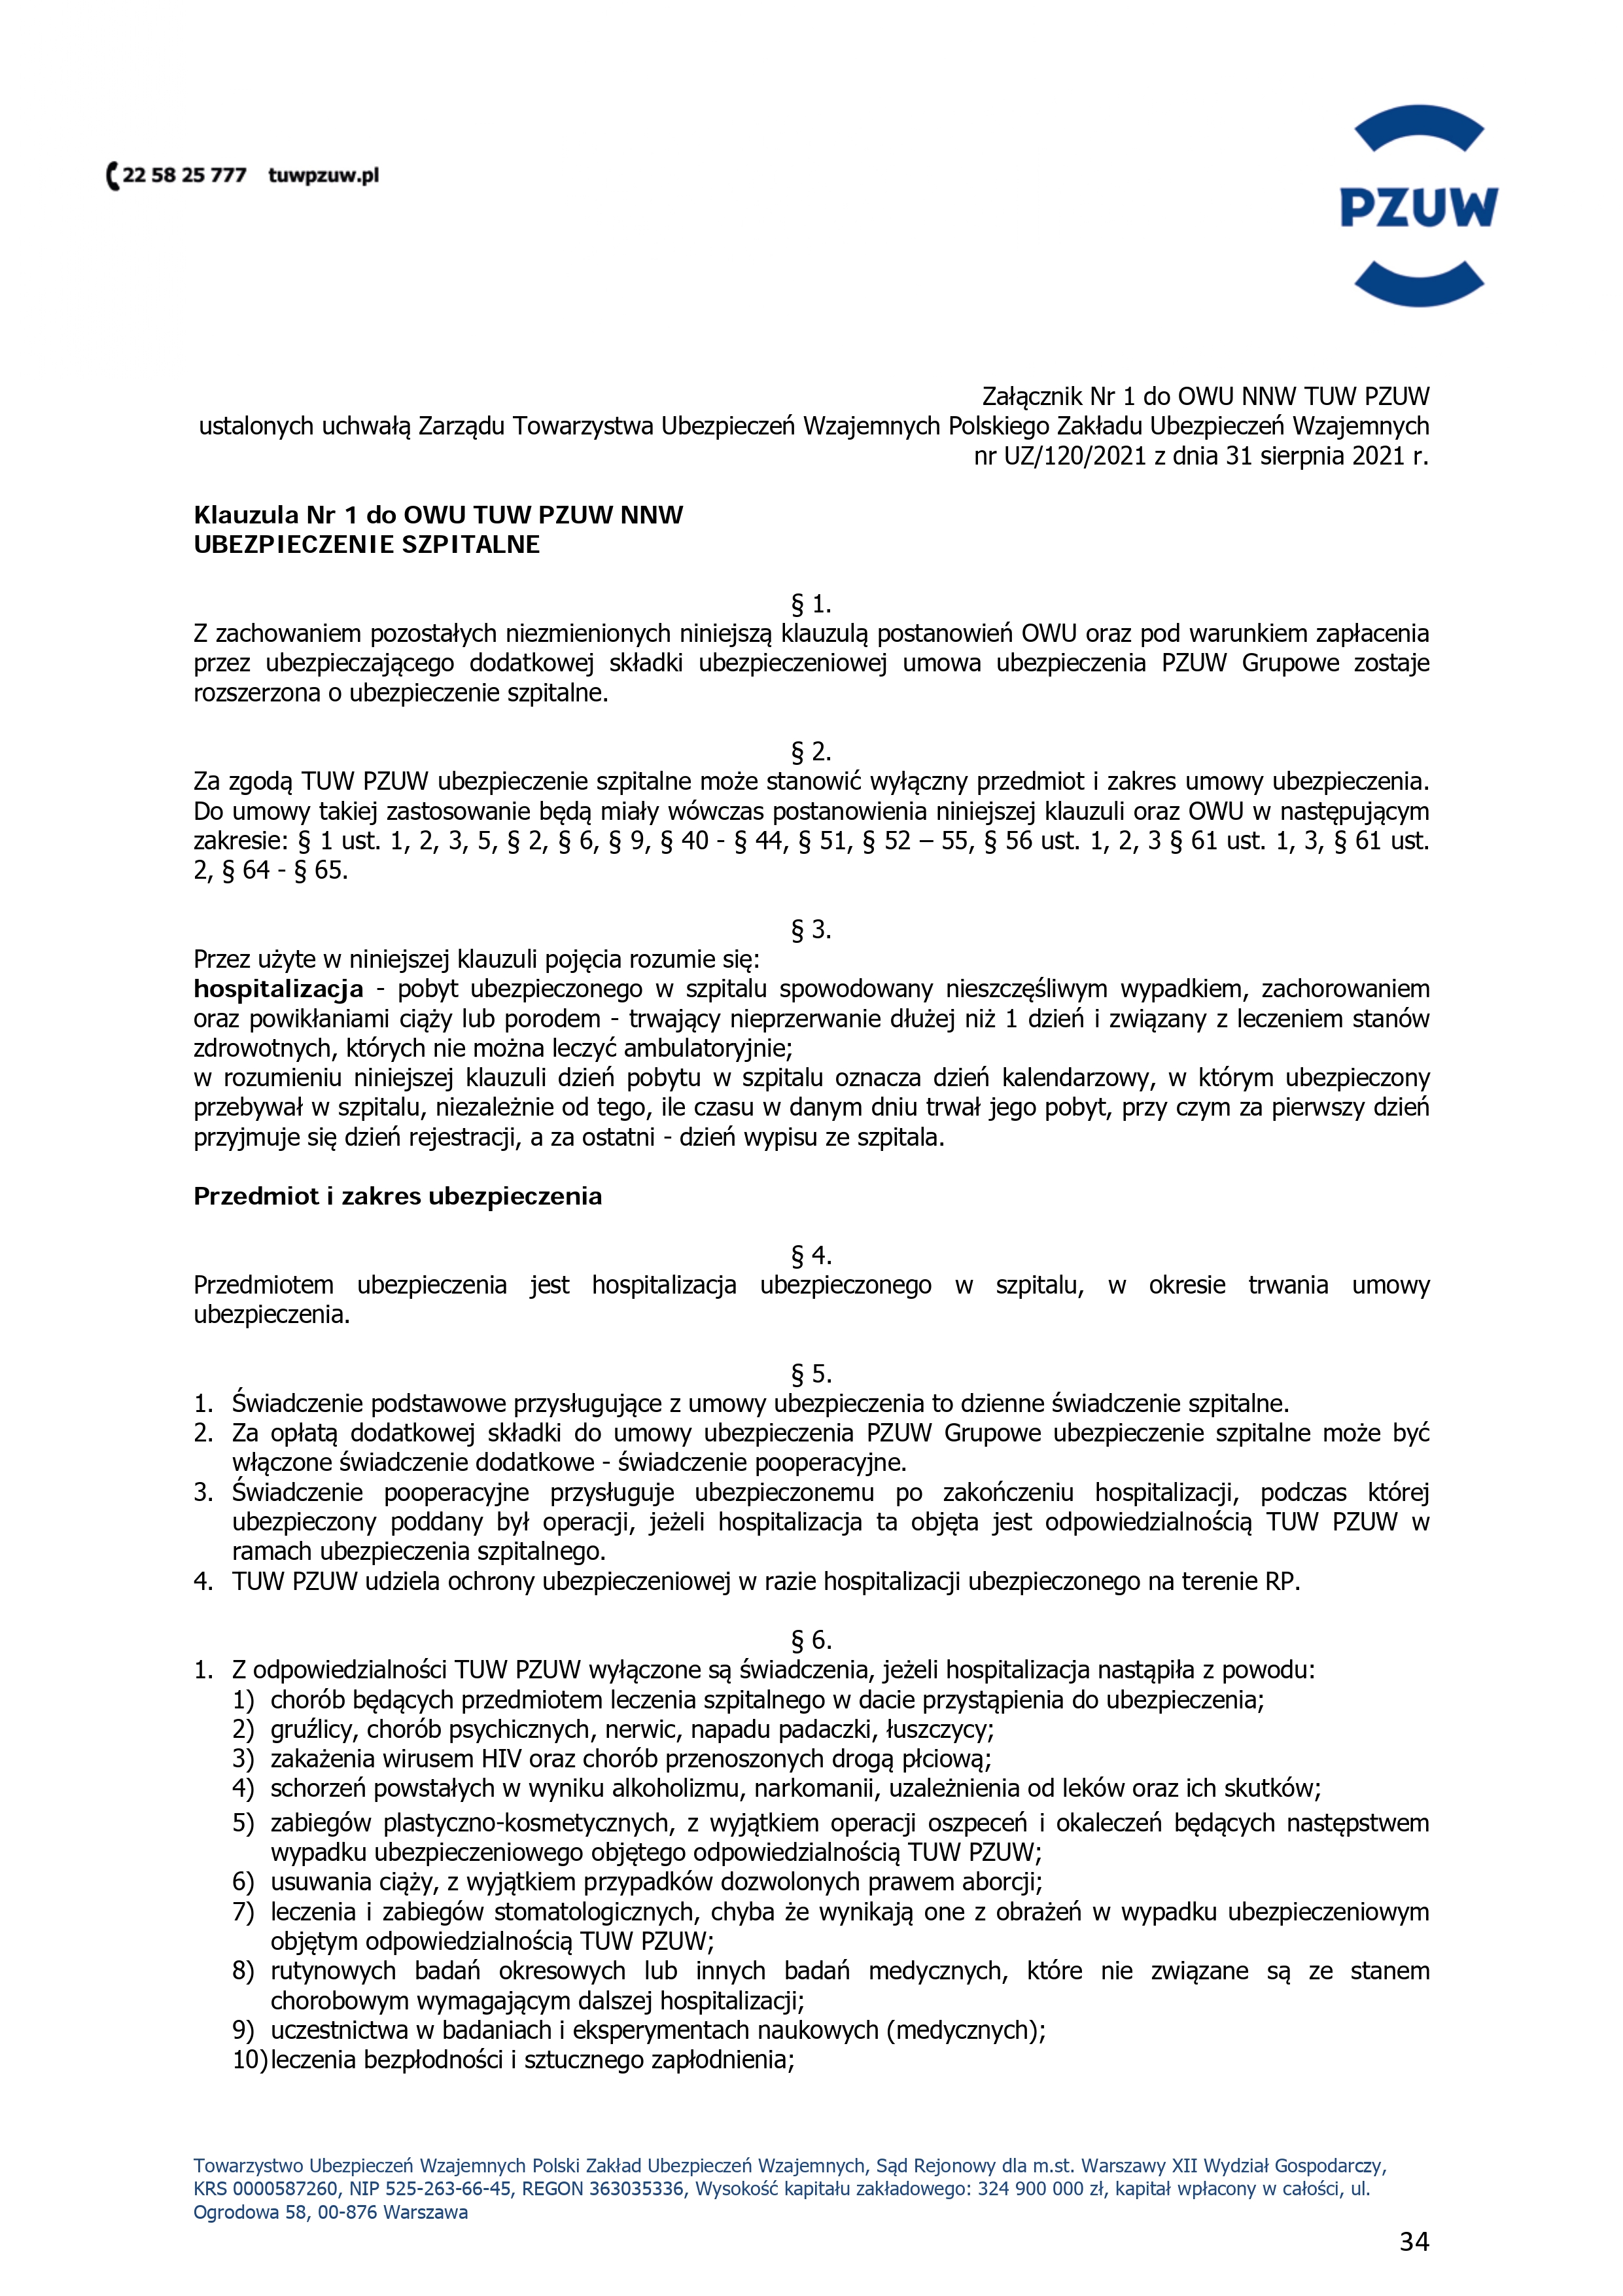 22 58 25 777 tuwpzuw.pl
PZUW
Załącznik Nr 1 do OWU NNW TUW PZUW
ustalonych uchwałą Zarządu Towarzystwa Ubezpieczeń Wzajemnych Polskiego Zakładu Ubezpieczeń Wzajemnych
nr UZ/120/2021 z dnia 31 sierpnia 2021 r.
Klauzula Nr 1 do OWU TUW PZUW NNW
UBEZPIECZENIE SZPITALNE
§ 1.
Z zachowaniem pozostałych niezmienionych niniejszą klauzulą postanowień OWU oraz pod warunkiem zapłacenia
przez ubezpieczającego dodatkowej składki ubezpieczeniowej umowa ubezpieczenia PZUW Grupowe zostaje
rozszerzona o ubezpieczenie szpitalne.
§ 2.
Za zgodą TUW PZUW ubezpieczenie szpitalne może stanowić wyłączny przedmiot i zakres umowy ubezpieczenia.
Do umowy takiej zastosowanie będą miały wówczas postanowienia niniejszej klauzuli oraz OWU w następującym
zakresie: § 1 ust. 1, 2, 3, 5, § 2, § 6, § 9, § 40 - § 44, § 51, § 52 – 55, § 56 ust. 1, 2, 3 § 61 ust. 1, 3, § 61 ust.
2, § 64 - § 65.
§ 3.
Przez użyte w niniejszej klauzuli pojęcia rozumie się:
hospitalizacja - pobyt ubezpieczonego w szpitalu spowodowany nieszczęśliwym wypadkiem, zachorowaniem
oraz powikłaniami ciąży lub porodem - trwający nieprzerwanie dłużej niż 1 dzień i związany z leczeniem stanów
zdrowotnych, których nie można leczyć ambulatoryjnie;
w rozumieniu niniejszej klauzuli dzień pobytu w szpitalu oznacza dzień kalendarzowy, w którym ubezpieczony
przebywał w szpitalu, niezależnie od tego, ile czasu w danym dniu trwał jego pobyt, przy czym za pierwszy dzień
przyjmuje się dzień rejestracji, a za ostatni - dzień wypisu ze szpitala.
Przedmiot i zakres ubezpieczenia
§ 4.
Przedmiotem ubezpieczenia jest hospitalizacja ubezpieczonego w szpitalu, w okresie trwania umowy
ubezpieczenia.
§ 5.
1. Świadczenie podstawowe przysługujące z umowy ubezpieczenia to dzienne świadczenie szpitalne.
2. Za opłatą dodatkowej składki do umowy ubezpieczenia PZUW Grupowe ubezpieczenie szpitalne może być
włączone świadczenie dodatkowe - świadczenie pooperacyjne.
3. Świadczenie pooperacyjne przysługuje ubezpieczonemu po zakończeniu hospitalizacji, podczas której
ubezpieczony poddany był operacji, jeżeli hospitalizacja ta objęta jest odpowiedzialnością TUW PZUW w
ramach ubezpieczenia szpitalnego.
4. TUW PZUW udziela ochrony ubezpieczeniowej w razie hospitalizacji ubezpieczonego na terenie RP.
§ 6.
1. Z odpowiedzialności TUW PZUW wyłączone są świadczenia, jeżeli hospitalizacja nastąpiła z powodu:
1) chorób będących przedmiotem leczenia szpitalnego w dacie przystąpienia do ubezpieczenia;
2) gruźlicy, chorób psychicznych, nerwic, napadu padaczki, łuszczycy;
3) zakażenia wirusem HIV oraz chorób przenoszonych drogą płciową;
4) schorzeń powstałych w wyniku alkoholizmu, narkomanii, uzależnienia od leków oraz ich skutków;
5) zabiegów plastyczno-kosmetycznych, z wyjątkiem operacji oszpeceń i okaleczeń będących następstwem
wypadku ubezpieczeniowego objętego odpowiedzialnością TUW PZUW;
6) usuwania ciąży, z wyjątkiem przypadków dozwolonych prawem aborcji;
7) leczenia i zabiegów stomatologicznych, chyba że wynikają one z obrażeń w wypadku ubezpieczeniowym
objętym odpowiedzialnością TUW PZUW;
8) rutynowych badań okresowych lub innych badań medycznych, które nie związane są ze stanem
chorobowym wymagającym dalszej hospitalizacji;
9) uczestnictwa w badaniach i eksperymentach naukowych (medycznych);
10)leczenia bezpłodności i sztucznego zapłodnienia;
Towarzystwo Ubezpieczeń Wzajemnych Polski Zakład Ubezpieczeń Wzajemnych, Sąd Rejonowy dla m.st. Warszawy XII Wydział Gospodarczy,
KRS 0000587260, NIP 525-263-66-45, REGON 363035336, Wysokość kapitału zakładowego: 324 900 000 zł, kapitał wpłacony w całości, ul.
Ogrodowa 58, 00-876 Warszawa
34